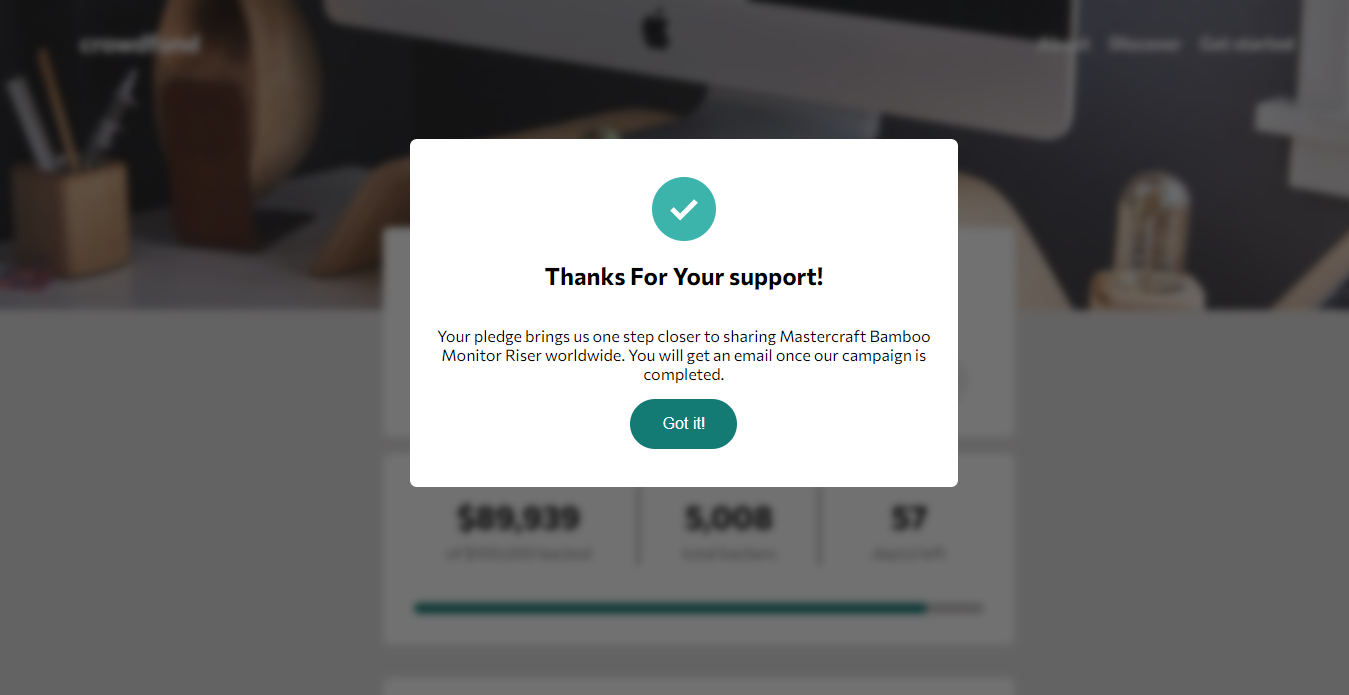 crowdfund
About Discover Get started
Thanks For Your support!
Your pledge brings us one step closer to sharing Mastercraft Bamboo
Monitor Riser worldwide. You will get an email once our campaign is
completed.
Got it!
$89,939 5,008 57
of $100,000 backed total backers days left